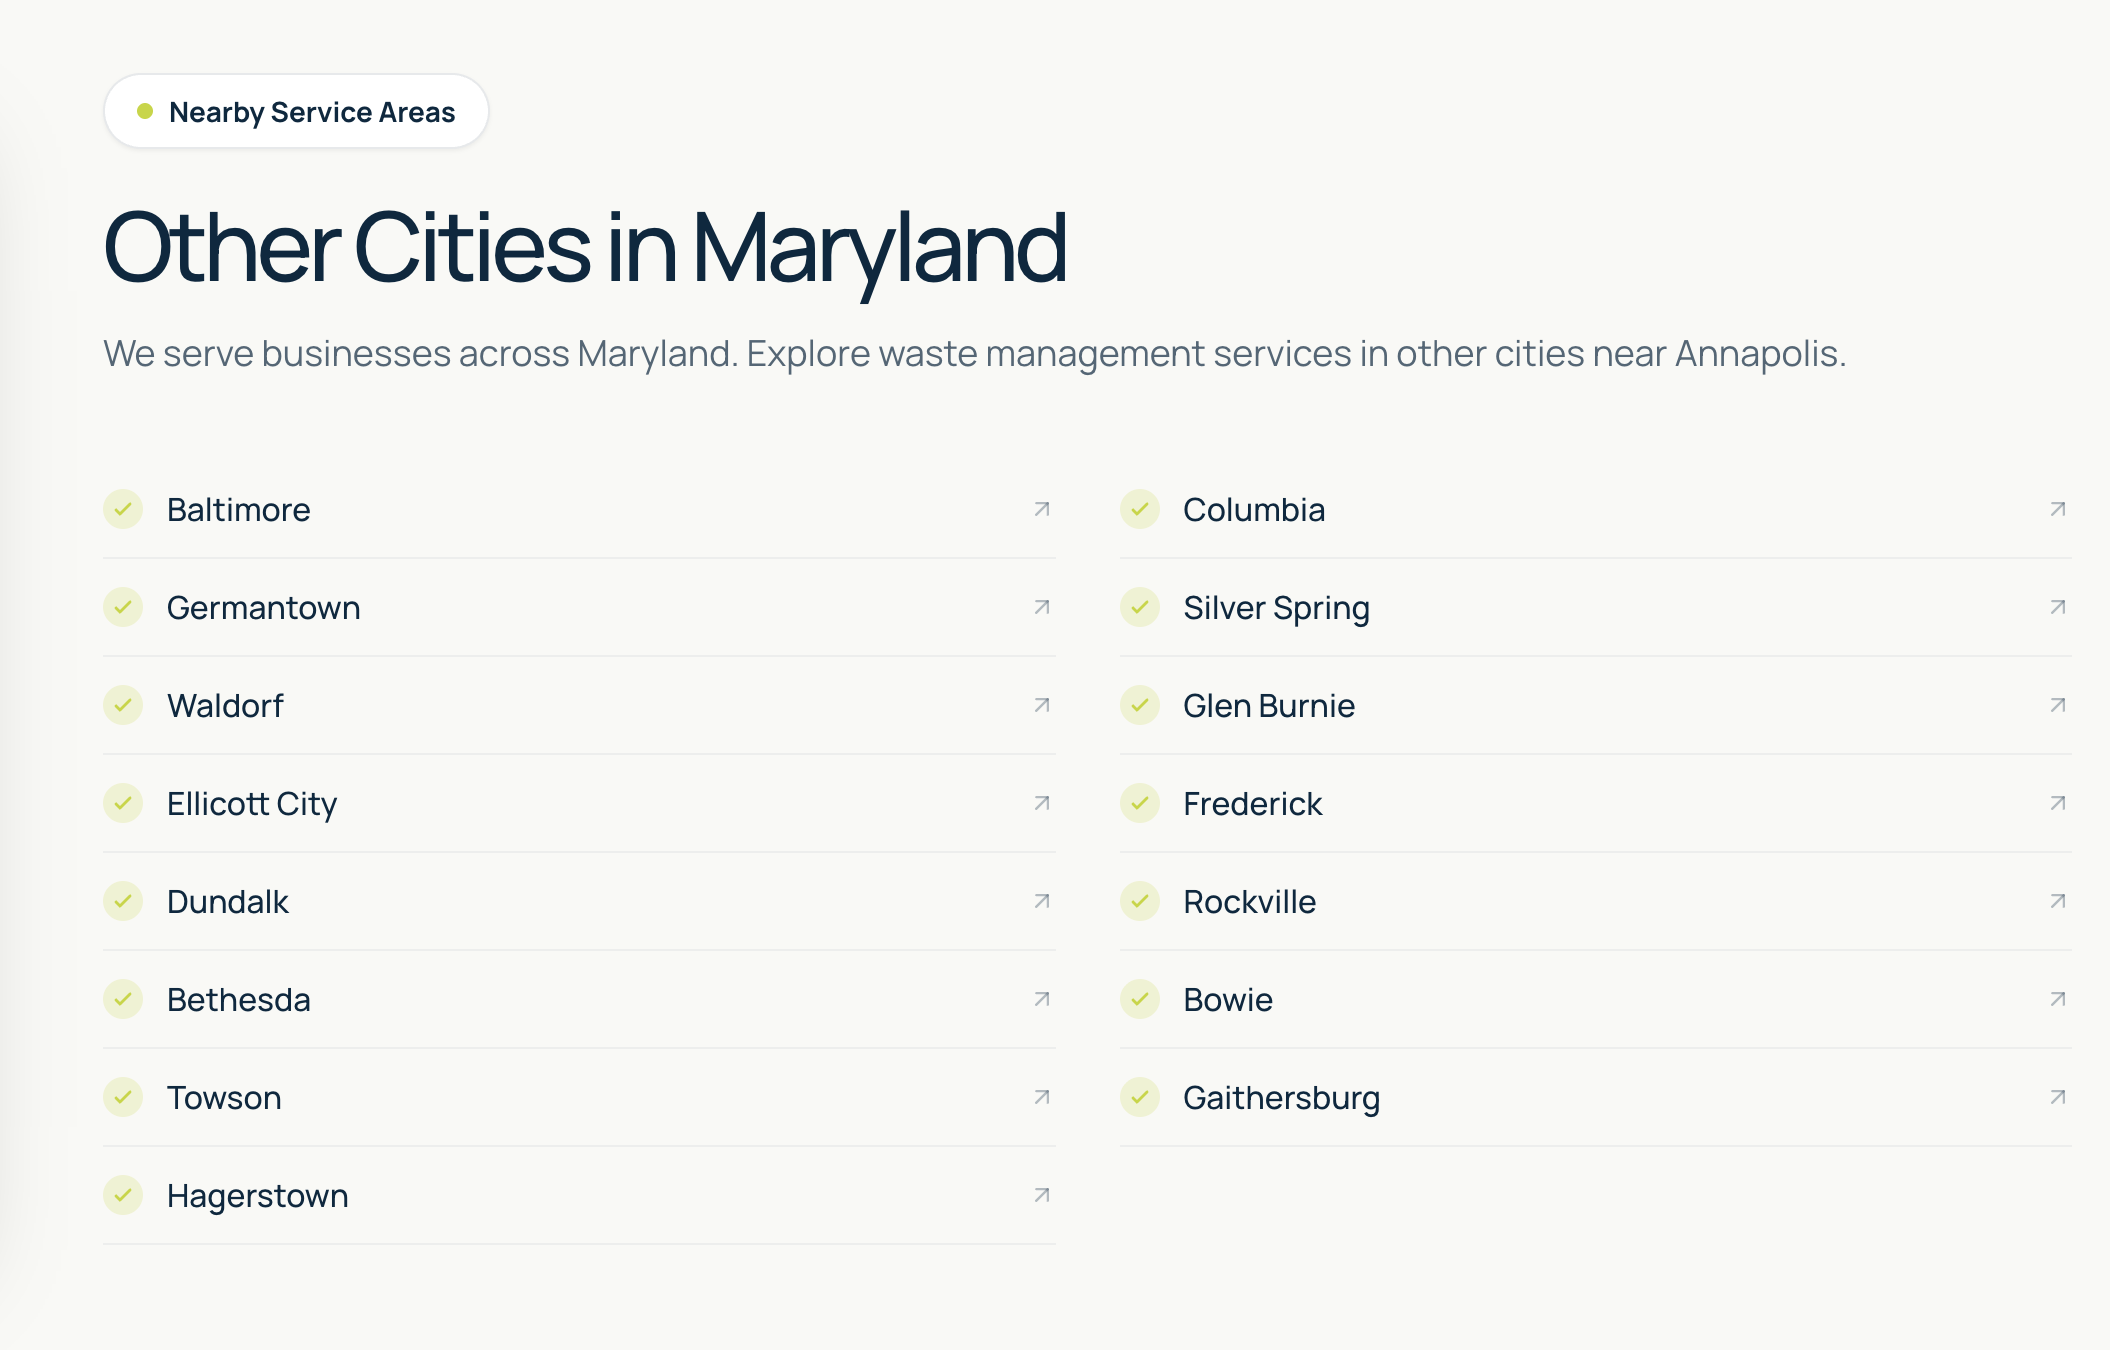 Nearby Service Areas
Other Cities in Maryland
We serve businesses across Maryland. Explore waste management services in other cities near Annapolis.
Baltimore
Columbia
Germantown
Silver Spring
Waldorf
Glen Burnie
Ellicott City
Frederick
Dundalk
Rockville
Bethesda
Bowie
Towson
Gaithersburg
Hagerstown